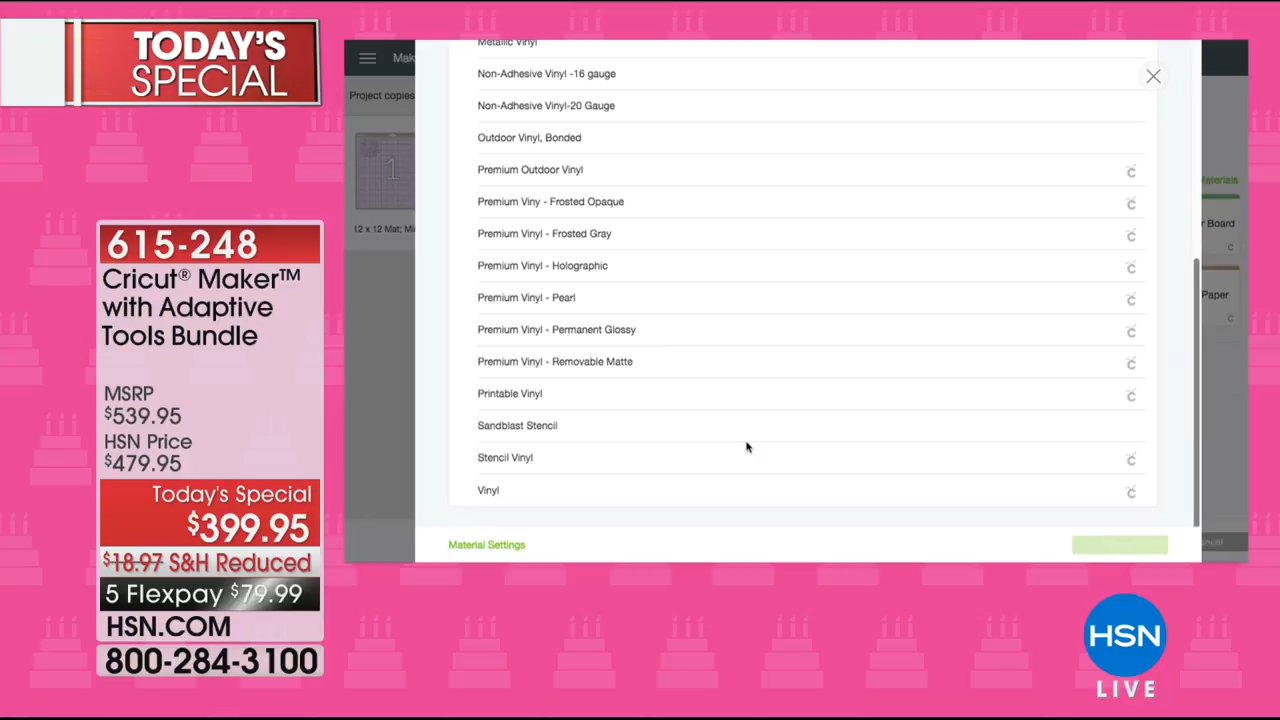 TODAY'S
SPECIAL
615-248
Cricut® Maker™
with Adaptive
Tools Bundle
MSRP
$539.95
HSN Price
$479.95
Today's Special
$399.95
$18.97 S&H Reduced
5 Flexpay $79.99
HSN.COM
800-284-3100
Mak
Project copies
1
12 x 12 Mat; Mi
Metallic Vinyl
Non-Adhesive Vinyl -16 gauge
Non-Adhesive Vinyl-20 Gauge
Outdoor Vinyl, Bonded
Premium Outdoor Vinyl
Premium Viny - Frosted Opaque
Premium Vinyl - Frosted Gray
Premium Vinyl - Holographic
Premium Vinyl - Pearl
Premium Vinyl - Permanent Glossy
Premium Vinyl - Removable Matte
Printable Vinyl
Sandblast Stencil
Stencil Vinyl
Vinyl
Material Settings
Materials
r Board
Paper
HSN
LIVE